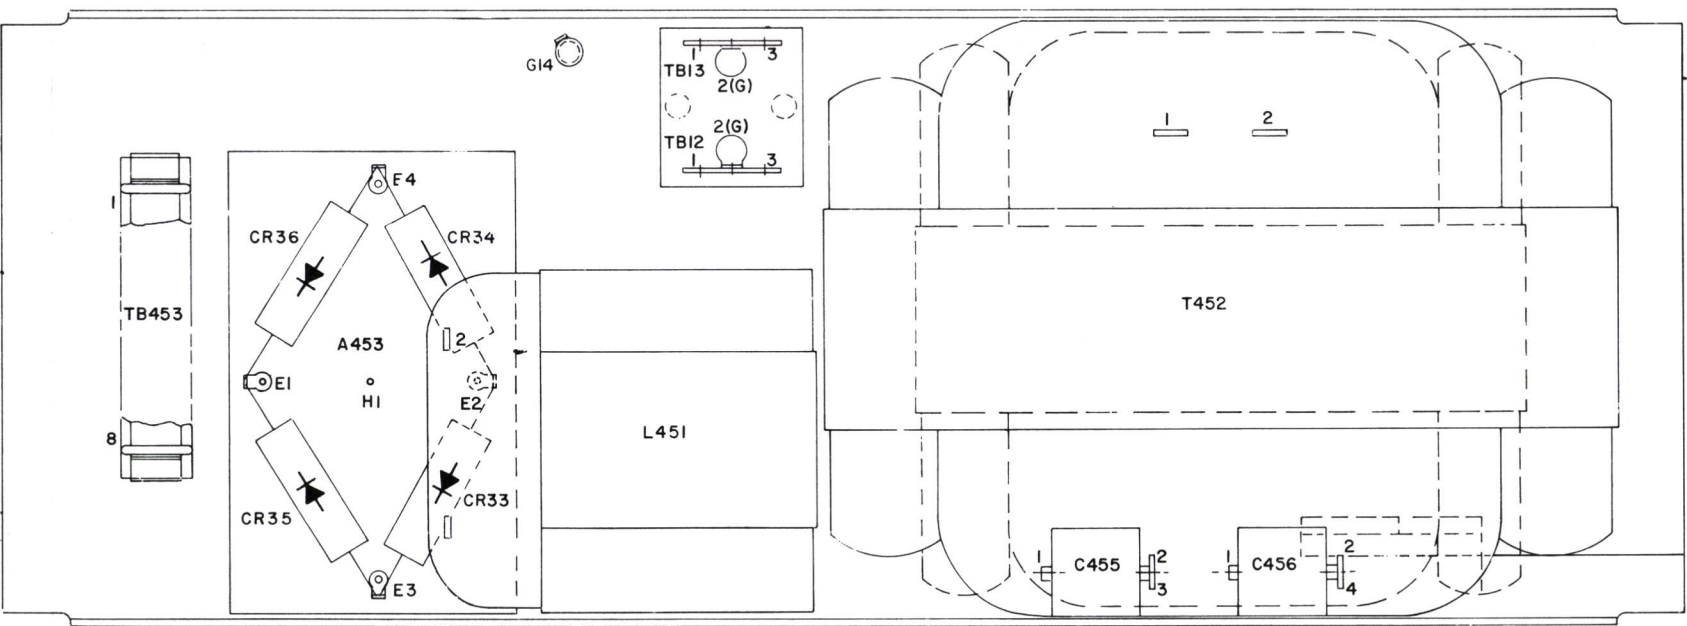 G14
1 3
TB13
2(G)
2(G)
TB12
1 3
1 2
E4
1
CR36
CR34
TB453
T452
2
A453
E1
H1
E2
L451
8
CR35
CR33
E3
1 C455 2
3
1 C456 2
4